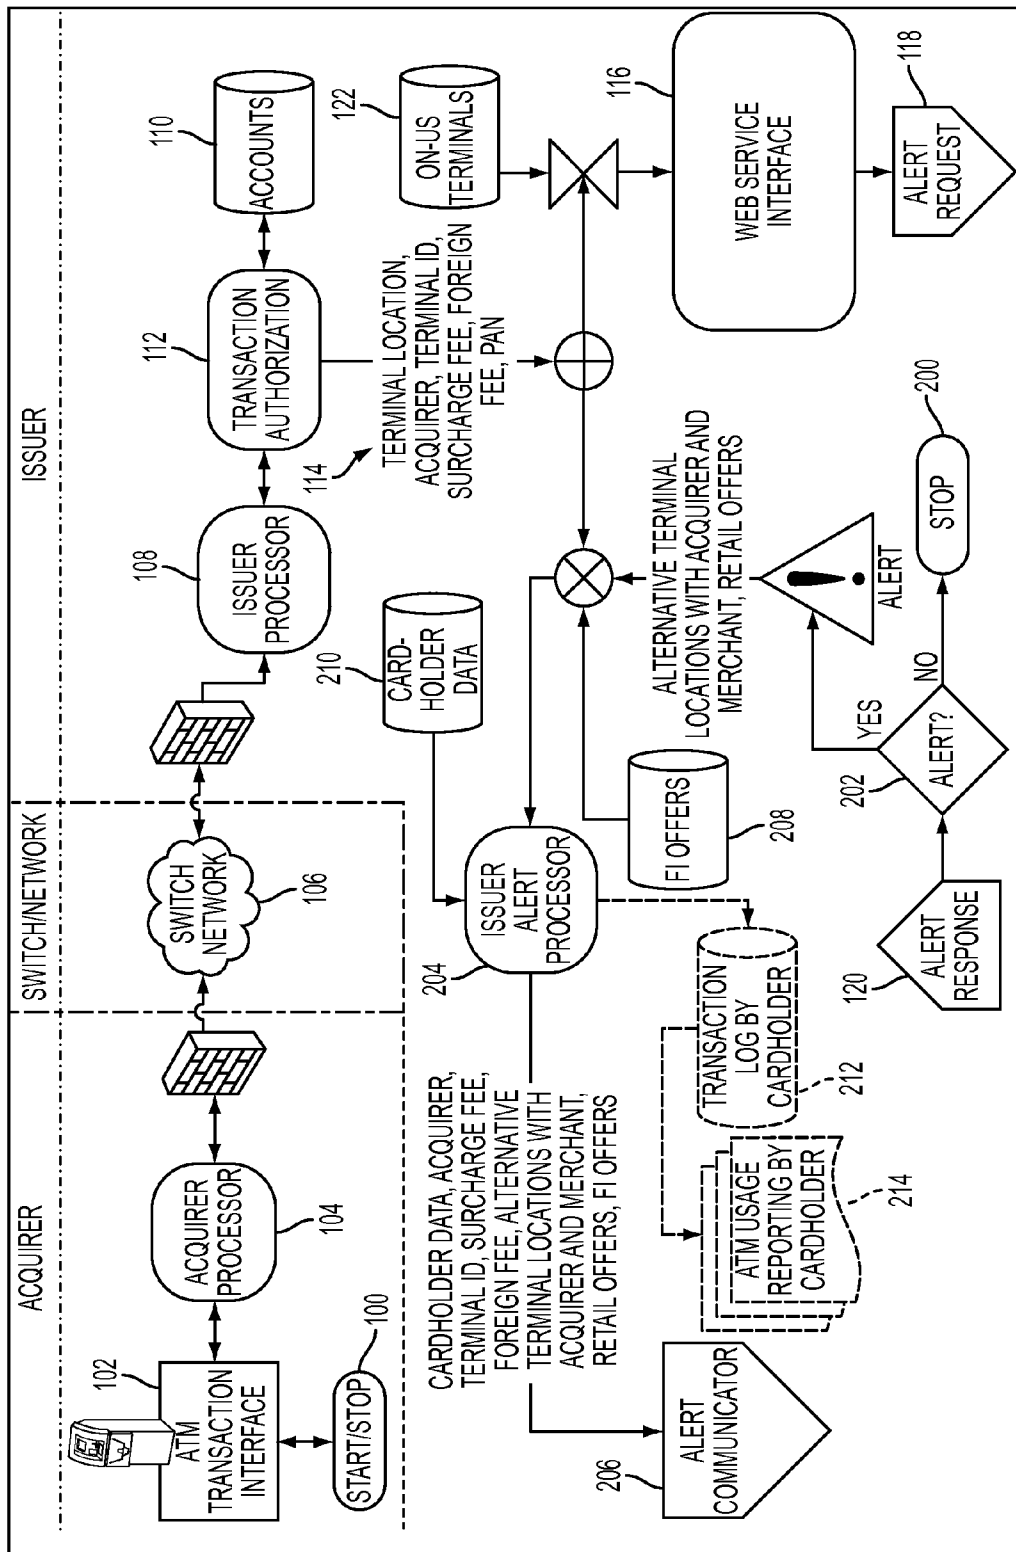 ACQUIRER
SWITCH/NETWORK
ISSUER
102
ATM
TRANSACTION
INTERFACE
START/STOP
100
ACQUIRER
PROCESSOR
104
SWITCH
NETWORK
106
108
ISSUER
PROCESSOR
112
TRANSACTION
AUTHORIZATION
110
ACCOUNTS
114
TERMINAL LOCATION,
ACQUIRER, TERMINAL ID,
SURCHARGE FEE, FOREIGN
FEE, PAN
122
ON-US
TERMINALS
116
WEB SERVICE
INTERFACE
118
ALERT
REQUEST
210
CARD-
HOLDER
DATA
204
ISSUER
ALERT
PROCESSOR
FI OFFERS
208
ALTERNATIVE TERMINAL
LOCATIONS WITH ACQUIRER AND
MERCHANT, RETAIL OFFERS
ALERT
YES
NO
202
ALERT?
STOP
200
120
ALERT
RESPONSE
CARDHOLDER DATA, ACQUIRER,
TERMINAL ID, SURCHARGE FEE,
FOREIGN FEE, ALTERNATIVE
TERMINAL LOCATIONS WITH
ACQUIRER AND MERCHANT,
RETAIL OFFERS, FI OFFERS
TRANSACTION
LOG BY
CARDHOLDER
212
ATM USAGE
REPORTING BY
CARDHOLDER
214
206
ALERT
COMMUNICATOR